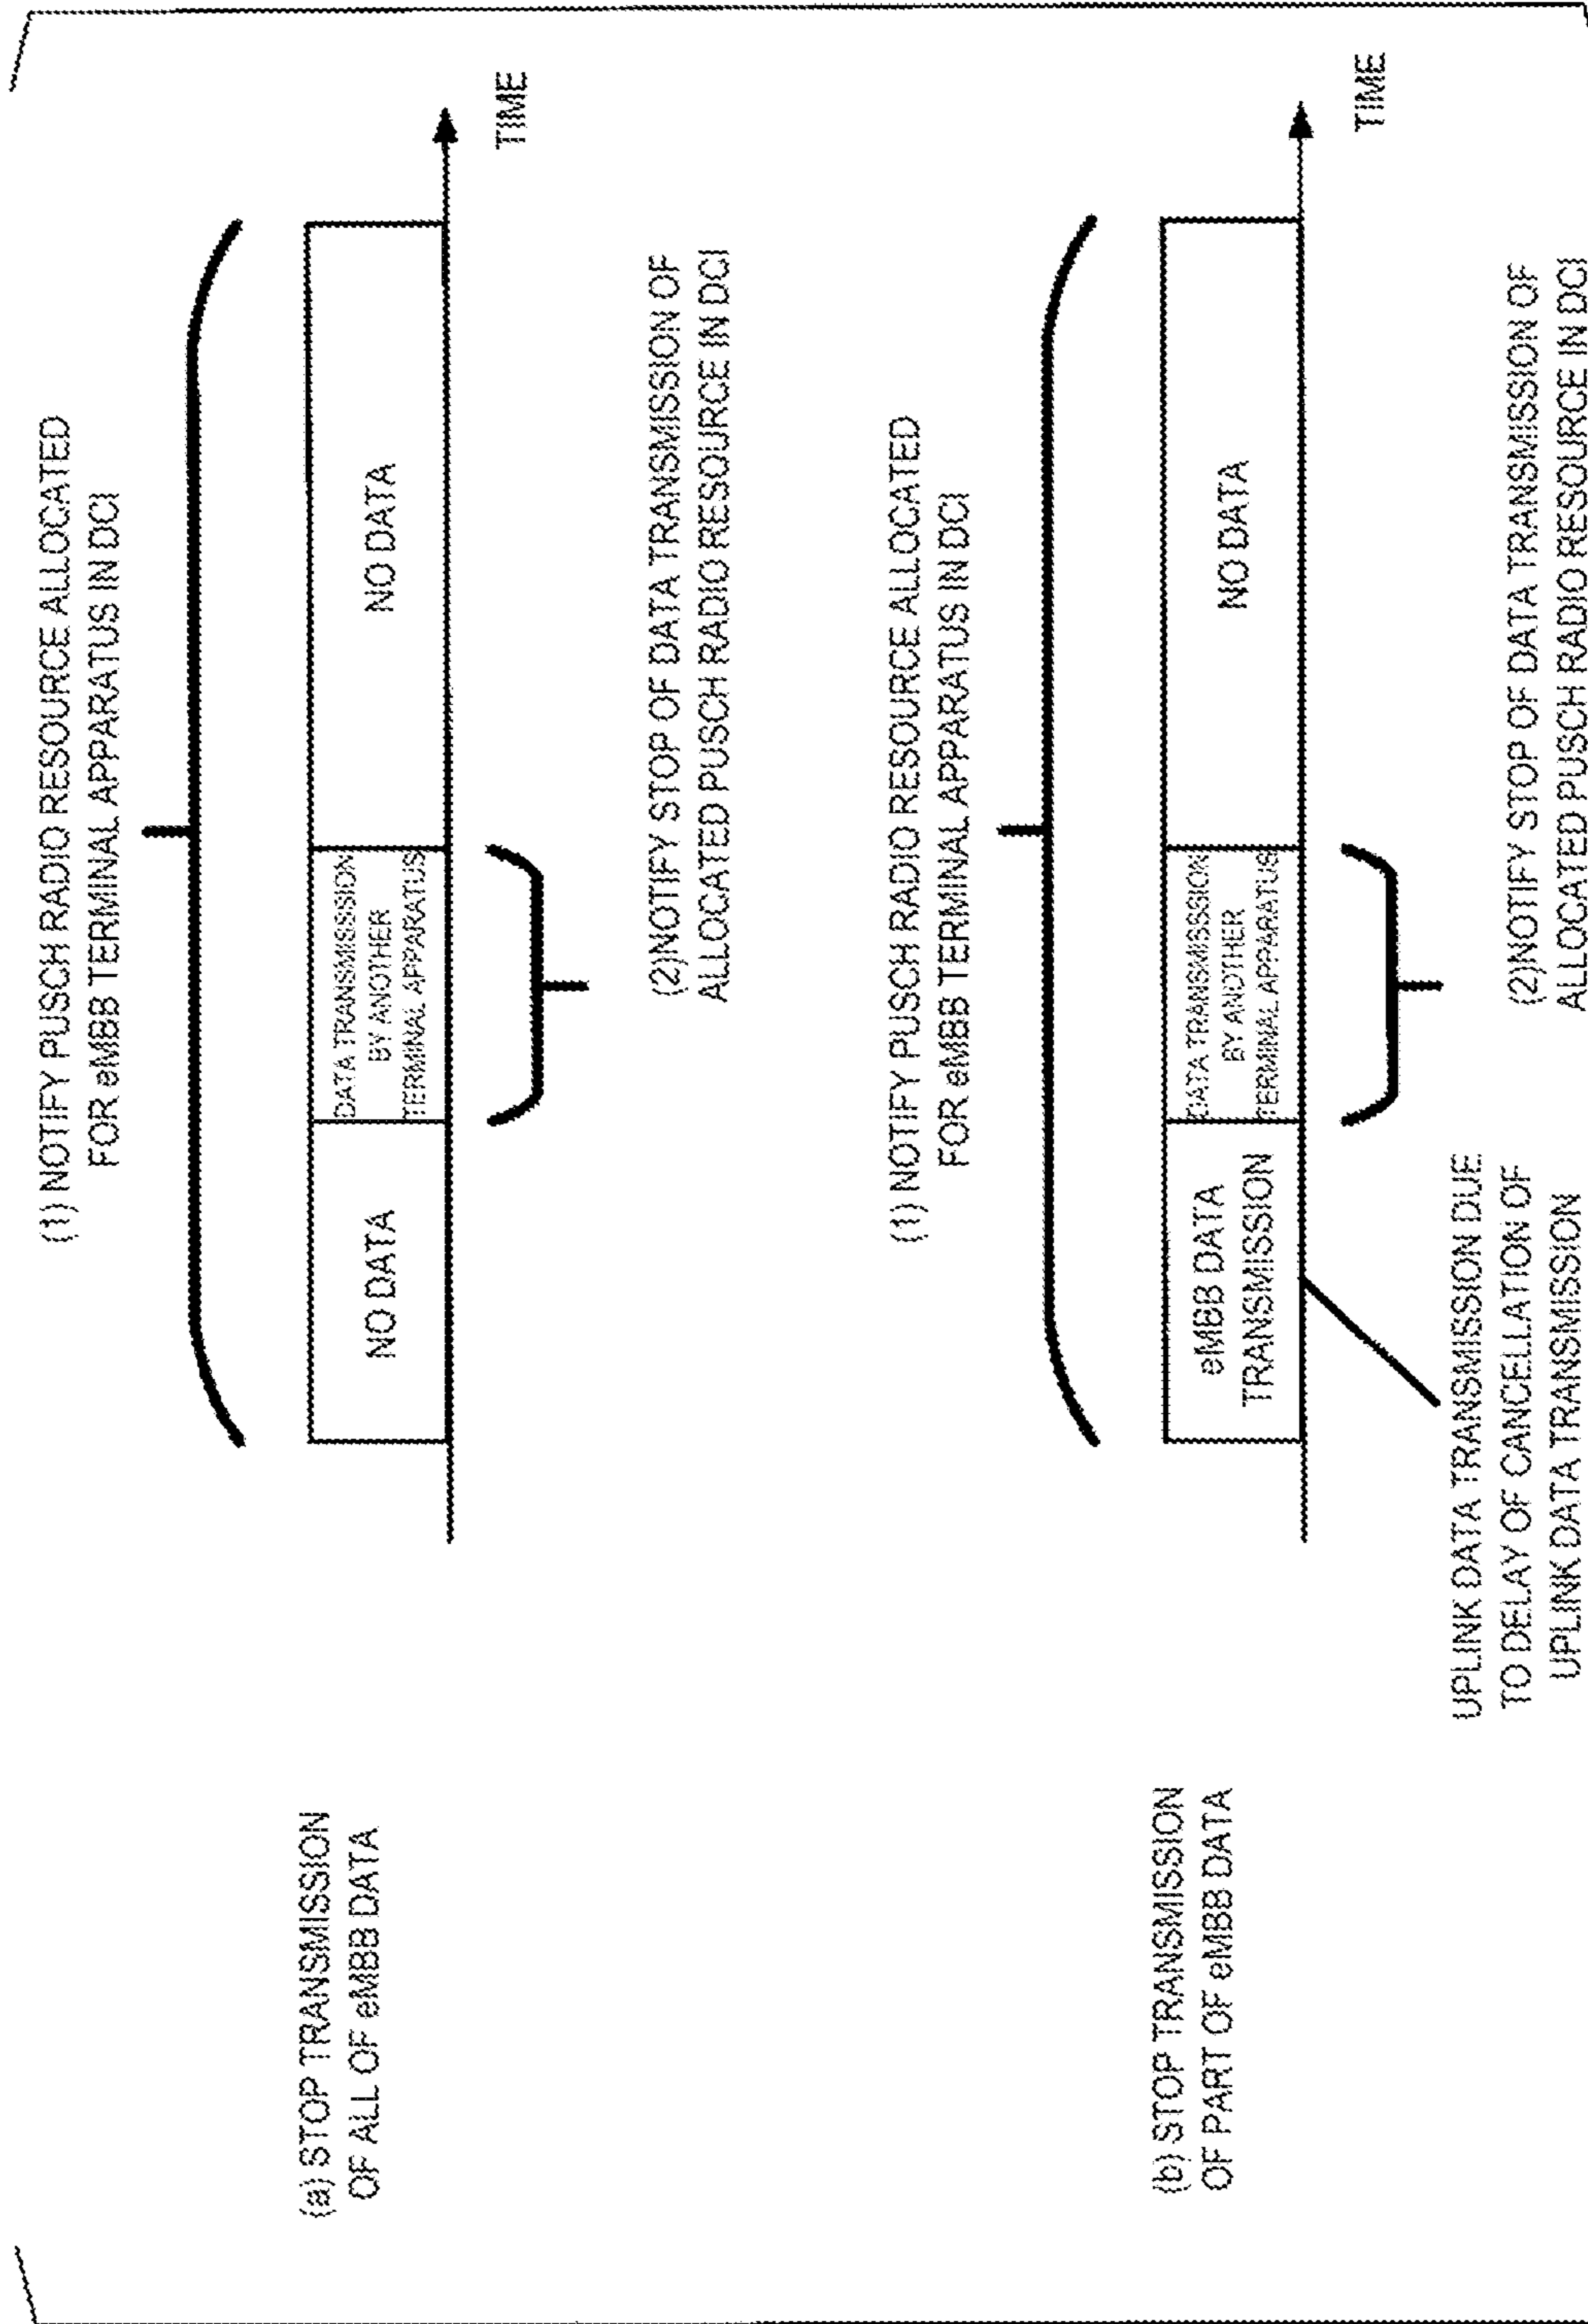 (a) STOP TRANSMISSION
OF ALL OF eMBB DATA
(1) NOTIFY PUSCH RADIO RESOURCE ALLOCATED
FOR eMBB TERMINAL APPARATUS IN DCI
NO DATA
DATA TRANSMISSION
BY ANOTHER
TERMINAL APPARATUS
NO DATA
TIME
(2)NOTIFY STOP OF DATA TRANSMISSION OF
ALLOCATED PUSCH RADIO RESOURCE IN DCI
(b) STOP TRANSMISSION
OF PART OF eMBB DATA
(1) NOTIFY PUSCH RADIO RESOURCE ALLOCATED
FOR eMBB TERMINAL APPARATUS IN DCI
eMBB DATA
TRANSMISSION
DATA TRANSMISSSION
BY ANOTHER
TERMINAL APPARATUS
NO DATA
TIME
UPLINK DATA TRANSMISSION DUE
TO DELAY OF CANCELLATION OF
UPLINK DATA TRANSMISSION
(2)NOTIFY STOP OF DATA TRANSMISSION OF
ALLOCATED PUSCH RADIO RESOURCE IN DCI